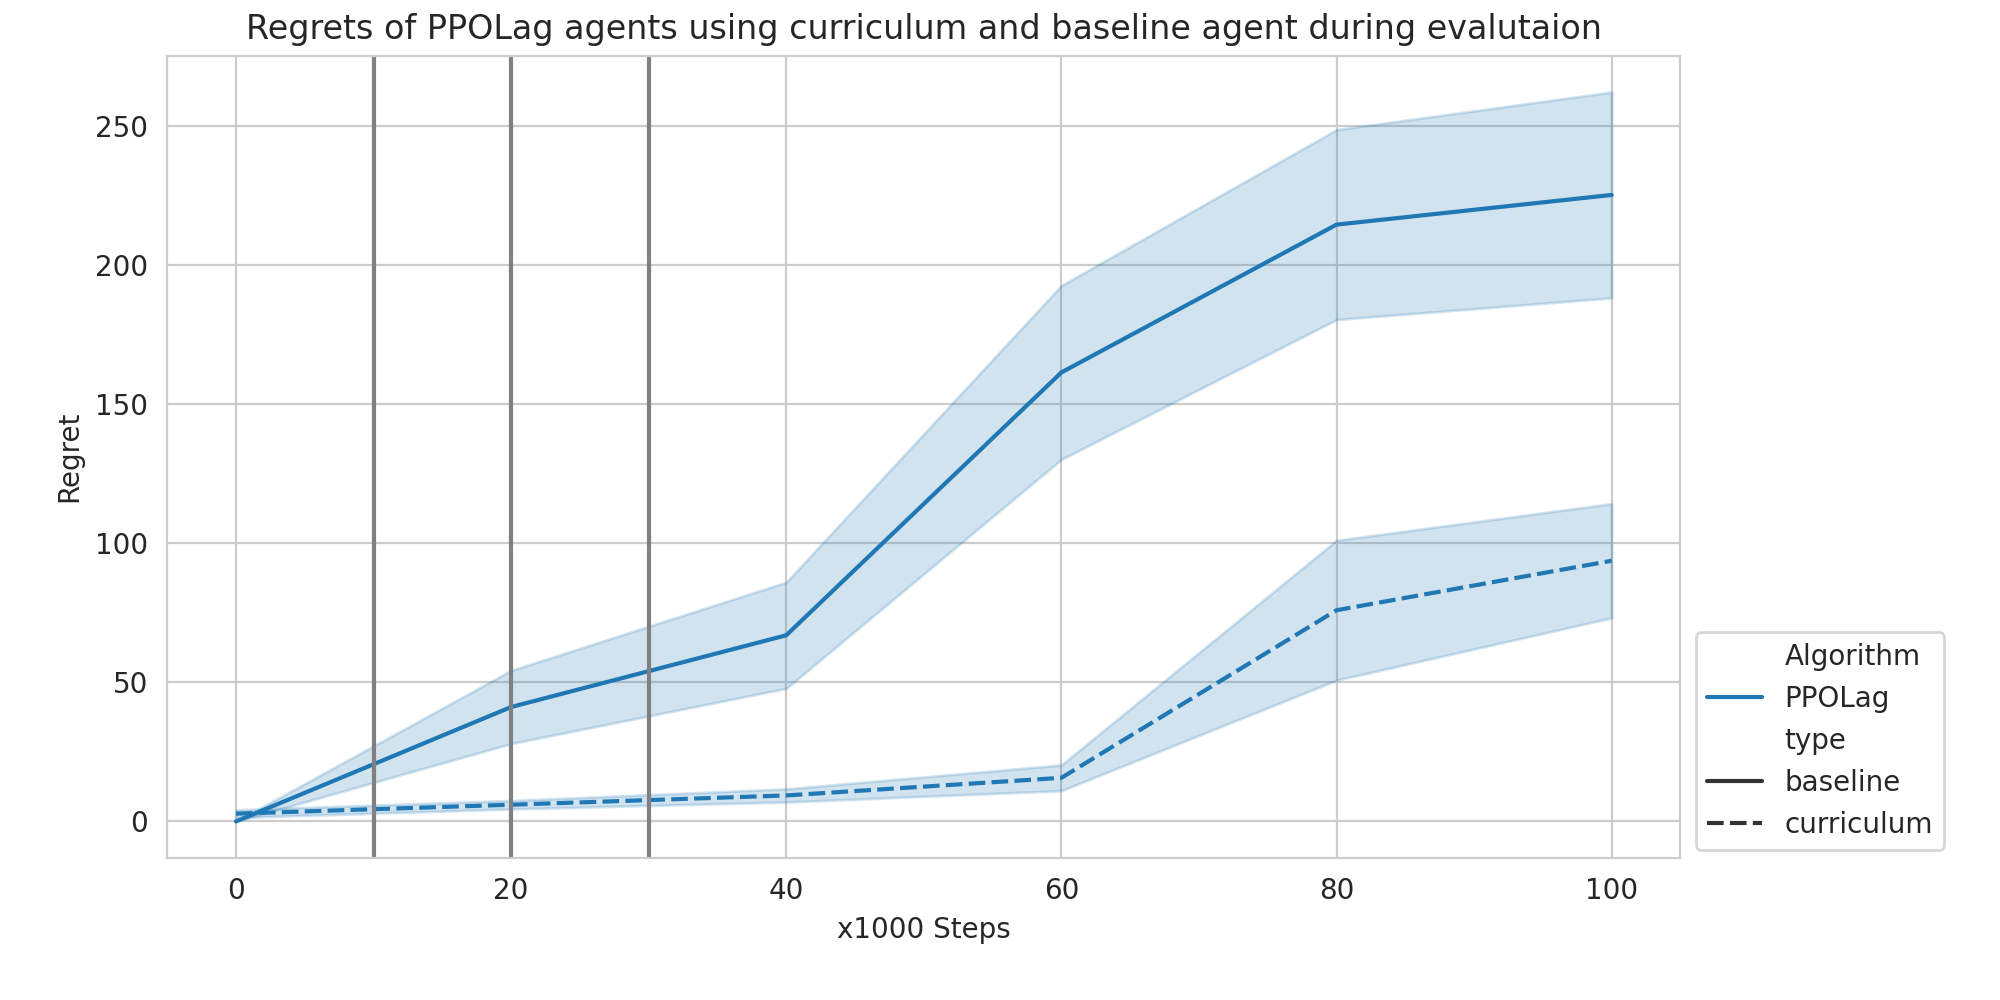 Regrets of PPOLag agents using curriculum and baseline agent during evalutaion
250
200
150
100
50
0
Regret
0 20 40 60 80 100
x1000 Steps
Algorithm
PPOLag
type
baseline
curriculum